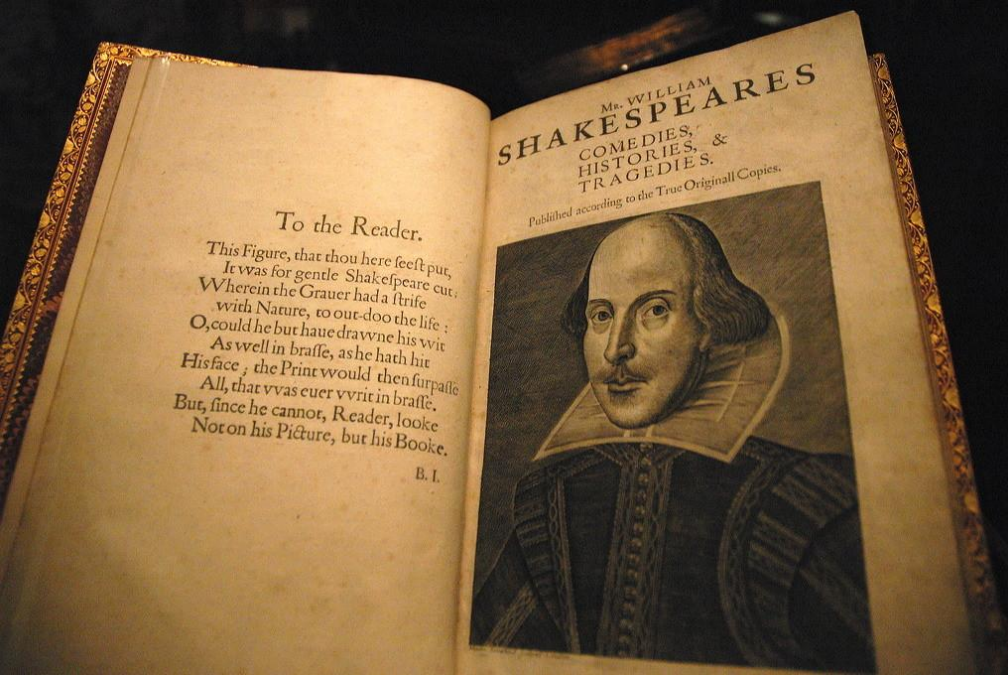 To the Reader.
This Figure, that thou here ſeeſt put,
It was for gentle Shakeſpeare cut:
Wherein the Grauer had a ſtrife
with Nature, to out-doo the life :
O, could he but haue dravvne his vvit
As well in braſſe, as he hath hit
His face ; the Print would then ſurpaſſe
All, that vvas euer vvrit in braſſe.
But, ſince he cannot, Reader, looke
Not on his Picture, but his Booke.
B. I.
Mr. WILLIAM
SHAKESPEARES
COMEDIES,
HISTORIES, &
TRAGEDIES.
Publiſhed according to the True Originall Copies.